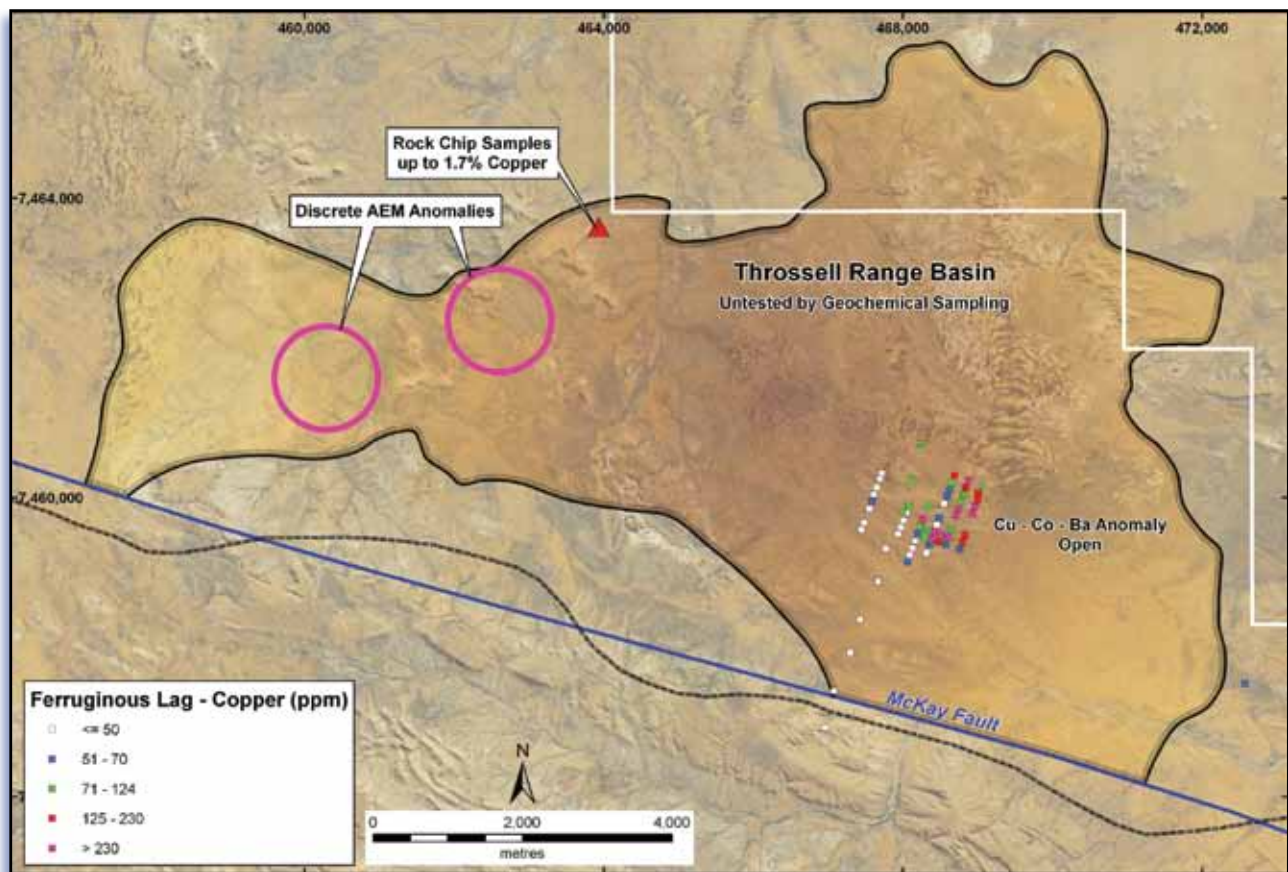 460,000
464,000
468,000
472,000
Rock Chip Samples
up to 1.7% Copper
7,464,000
Discrete AEM Anomalies
Throssell Range Basin
Untested by Geochemical Sampling
7,460,000
Cu - Co - Ba Anomaly
Open
McKay Fault
Ferruginous Lag - Copper (ppm)
<= 50
51 - 70
71 - 124
125 - 230
> 230
N
0 2,000 4,000
metres